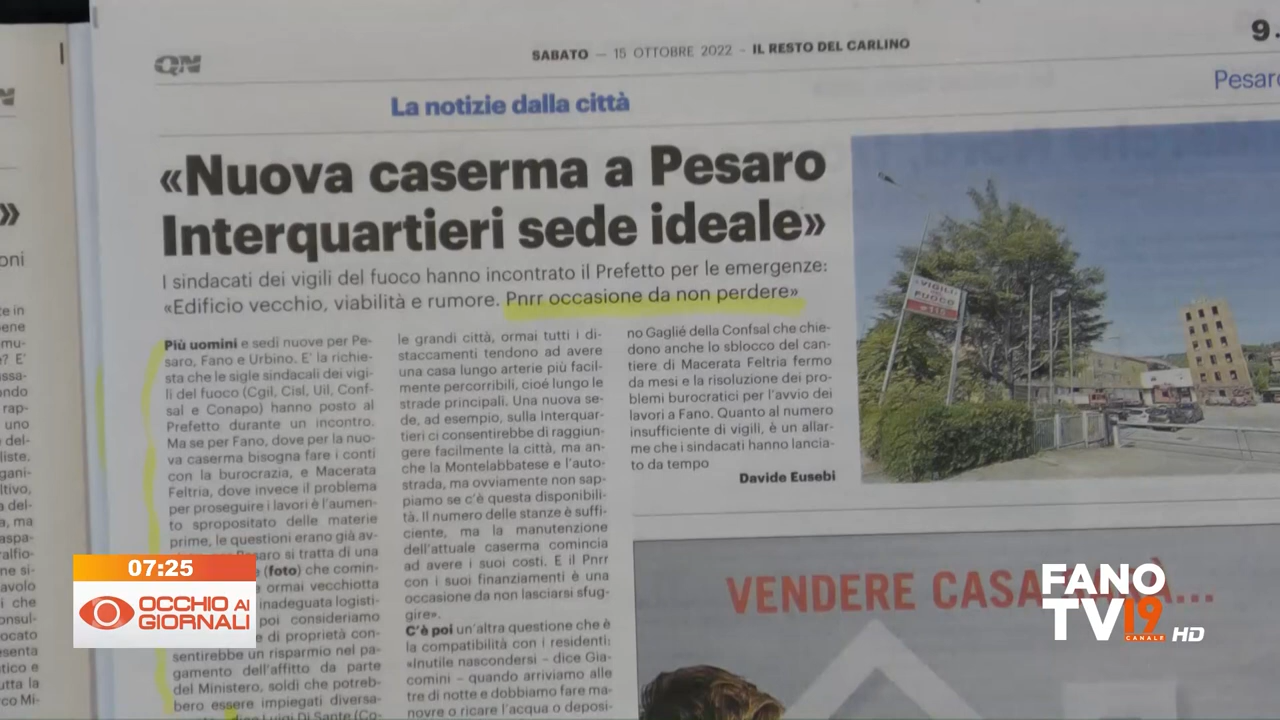 QN
SABATO — 15 OTTOBRE 2022 – IL RESTO DEL CARLINO
9
Pesaro
La notizie dalla città
«Nuova caserma a Pesaro
Interquartieri sede ideale»
I sindacati dei vigili del fuoco hanno incontrato il Prefetto per le emergenze:
«Edificio vecchio, viabilità e rumore. Pnrr occasione da non perdere»
Più uomini e sedi nuove per Pe-
saro, Fano e Urbino. E' la richie-
sta che le sigle sindacali dei vigi-
li del fuoco (Cgil, Cisl, Uil, Conf-
sal e Conapo) hanno posto al
Prefetto durante un incontro.
Ma se per Fano, dove per la nuo-
va caserma bisogna fare i conti
con la burocrazia, e Macerata
Feltria, dove invece il problema
per proseguire i lavori è l'aumen-
to spropositato delle materie
prime, le questioni erano già av-
saro si tratta di una
(foto) che comin-
ormai vecchiotta
inadeguata logisti-
poi consideriamo
e di proprietà con-
sentirebbe un risparmio nel pa-
gamento dell'affitto da parte
del Ministero, soldi che potreb-
bero essere impiegati diversa-
dice Luigi Di Sante (Co-
le grandi città, ormai tutti i di-
staccamenti tendono ad avere
una casa lungo arterie più facil-
mente percorribili, cioé lungo le
strade principali. Una nuova se-
de, ad esempio, sulla Interquar-
tieri ci consentirebbe di raggiun-
gere facilmente la città, ma an-
che la Montelabbatese e l'auto-
strada, ma ovviamente non sap-
piamo se c'è questa disponibili-
tà. Il numero delle stanze è suffi-
ciente, ma la manutenzione
dell'attuale caserma comincia
ad avere i suoi costi. E il Pnrr
con i suoi finanziamenti è una
occasione da non lasciarsi sfug-
gire».
C'è poi un'altra questione che è
la compatibilità con i residenti:
«Inutile nascondersi – dice Gia-
comini – quando arriviamo alle
tre di notte e dobbiamo fare ma-
novre o ricare l'acqua o deposi-
no Gaglié della Confsal che chie-
dono anche lo sblocco del can-
tiere di Macerata Feltria fermo
da mesi e la risoluzione dei pro-
blemi burocratici per l'avvio dei
lavori a Fano. Quanto al numero
insufficiente di vigili, è un allar-
me che i sindacati hanno lancia-
to da tempo
Davide Eusebi
VIGILI
FUOCO
VENDERE CASA
07:25
OCCHIO AI
GIORNALI
FANO
TV19
CANALE
HD